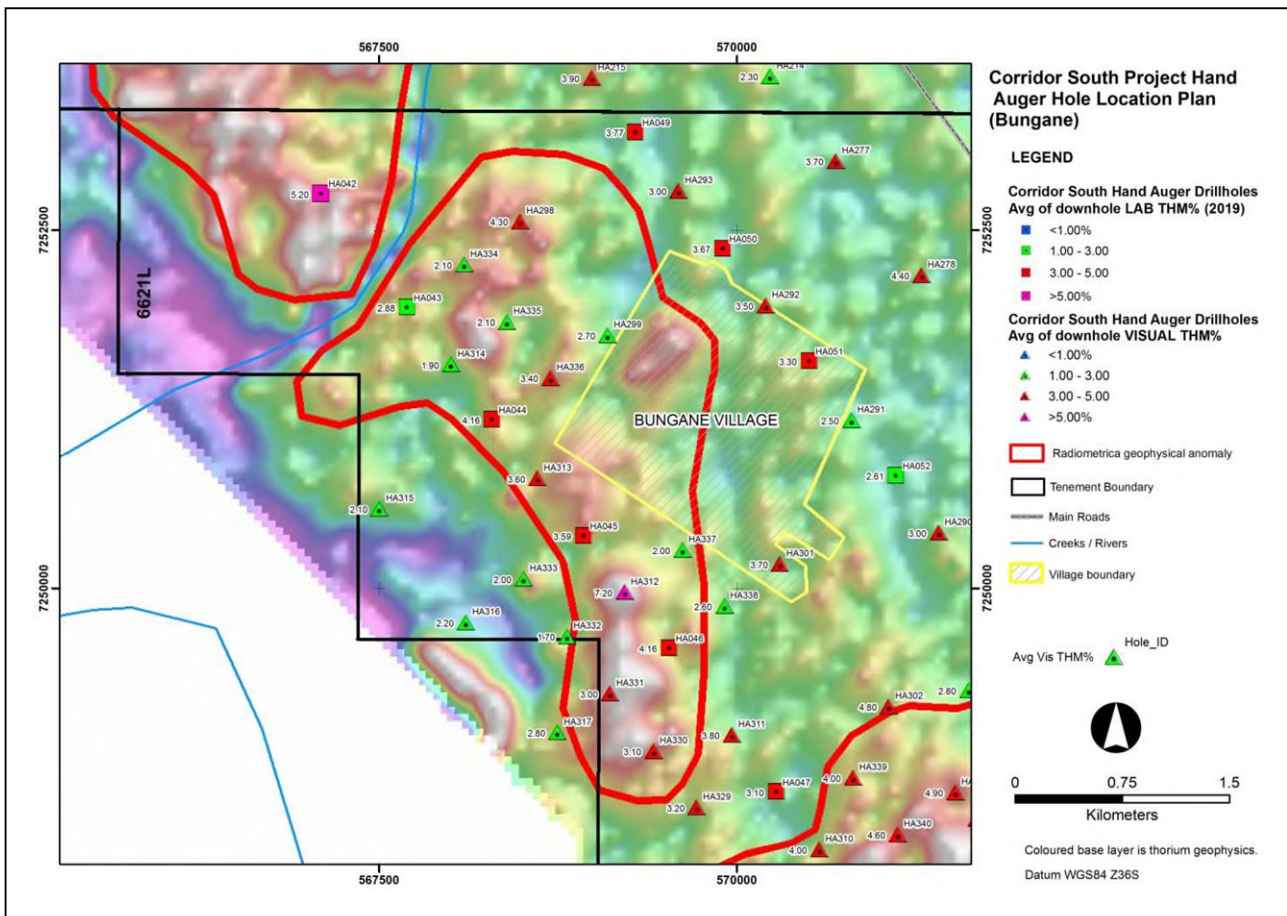 567500
570000
Corridor South Project Hand
Auger Hole Location Plan
(Bungane)
LEGEND
Corridor South Hand Auger Drillholes
Avg of downhole LAB THM% (2019)
<1.00%
1.00 - 3.00
3.00 - 5.00
>5.00%
Corridor South Hand Auger Drillholes
Avg of downhole VISUAL THM%
<1.00%
1.00 - 3.00
3.00 - 5.00
>5.00%
Radiometrica geophysical anomaly
Tenement Boundary
Main Roads
Creeks / Rivers
Village boundary
Hole_ID
Avg Vis THM%
0 0.75 1.5
Kilometers
Coloured base layer is thorium geophysics.
Datum WGS84 Z36S
7252500
7252500
7250000
7250000
567500
570000
6621L
BUNGANE VILLAGE
3.90 HA215
2.30 HA214
3.77 HA049
3.70 HA277
5.20 HA042
3.00 HA293
4.30 HA298
3.67 HA050
2.10 HA334
4.40 HA278
2.88 HA043
3.50 HA292
2.10 HA335
2.70 HA299
3.30 HA051
1.90 HA314
3.40 HA336
4.16 HA044
2.50 HA291
3.60 HA313
2.61 HA052
2.10 HA315
3.59 HA045
3.00 HA290
2.00 HA337
3.70 HA301
2.00 HA333
7.20 HA312
2.60 HA338
2.20 HA316
1.70 HA332
4.16 HA046
3.00 HA331
4.80 HA302
2.80
2.80 HA317
3.80 HA311
3.10 HA330
4.00 HA339
3.10 HA047
4.90
3.20 HA329
4.60 HA340
4.00 HA310